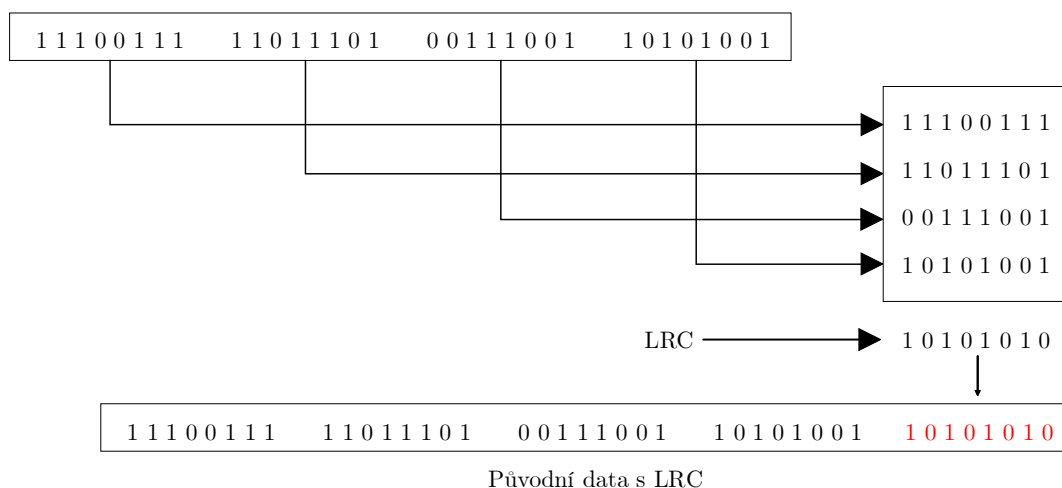 1 1 1 0 0 1 1 1 1 1 0 1 1 1 0 1 0 0 1 1 1 0 0 1 1 0 1 0 1 0 0 1
1 1 1 0 0 1 1 1
1 1 0 1 1 1 0 1
0 0 1 1 1 0 0 1
1 0 1 0 1 0 0 1
LRC 1 0 1 0 1 0 1 0
1 1 1 0 0 1 1 1 1 1 0 1 1 1 0 1 0 0 1 1 1 0 0 1 1 0 1 0 1 0 0 1 1 0 1 0 1 0 1 0
Původní data s LRC